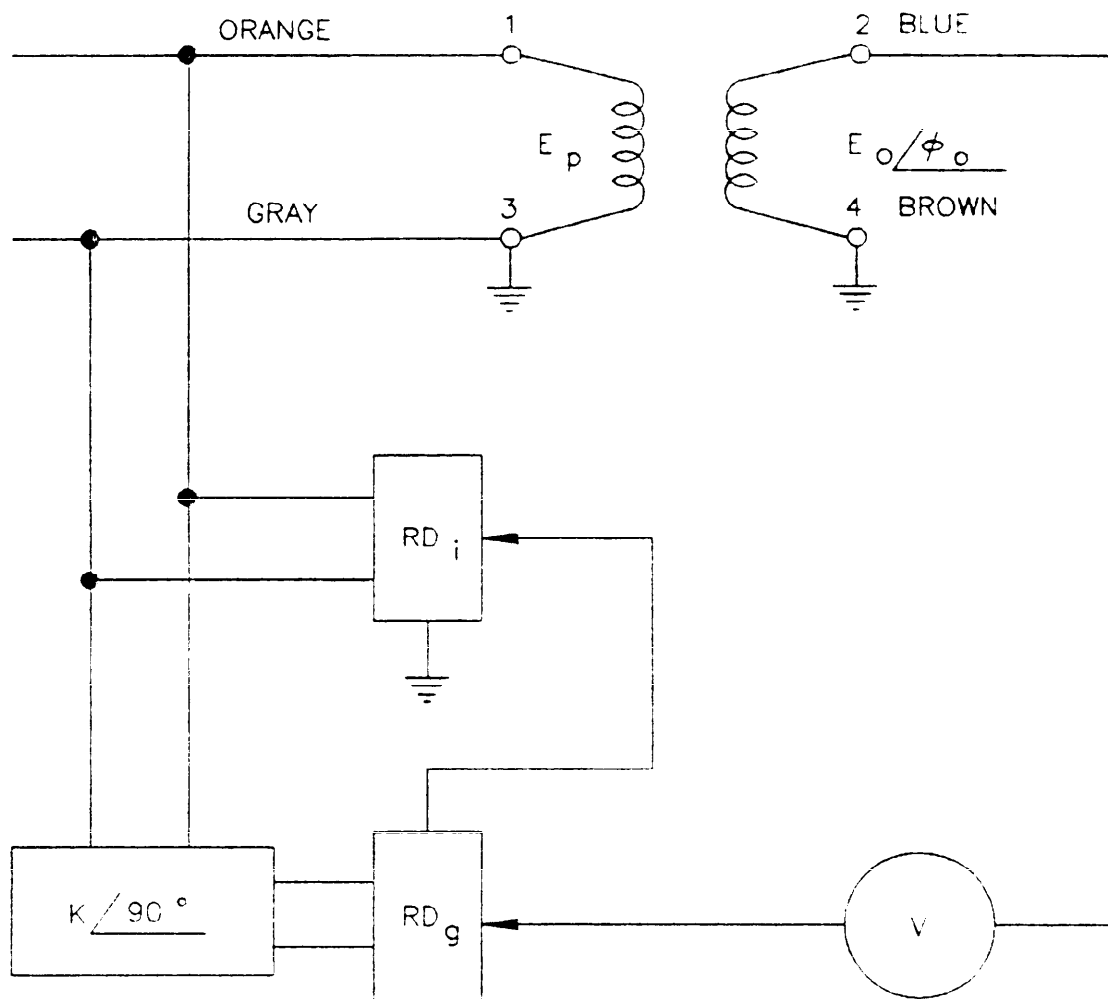 ORANGE
1
2
BLUE
E p
E o/ϕ o
GRAY
3
4
BROWN
RD i
K /90°
RD g
V